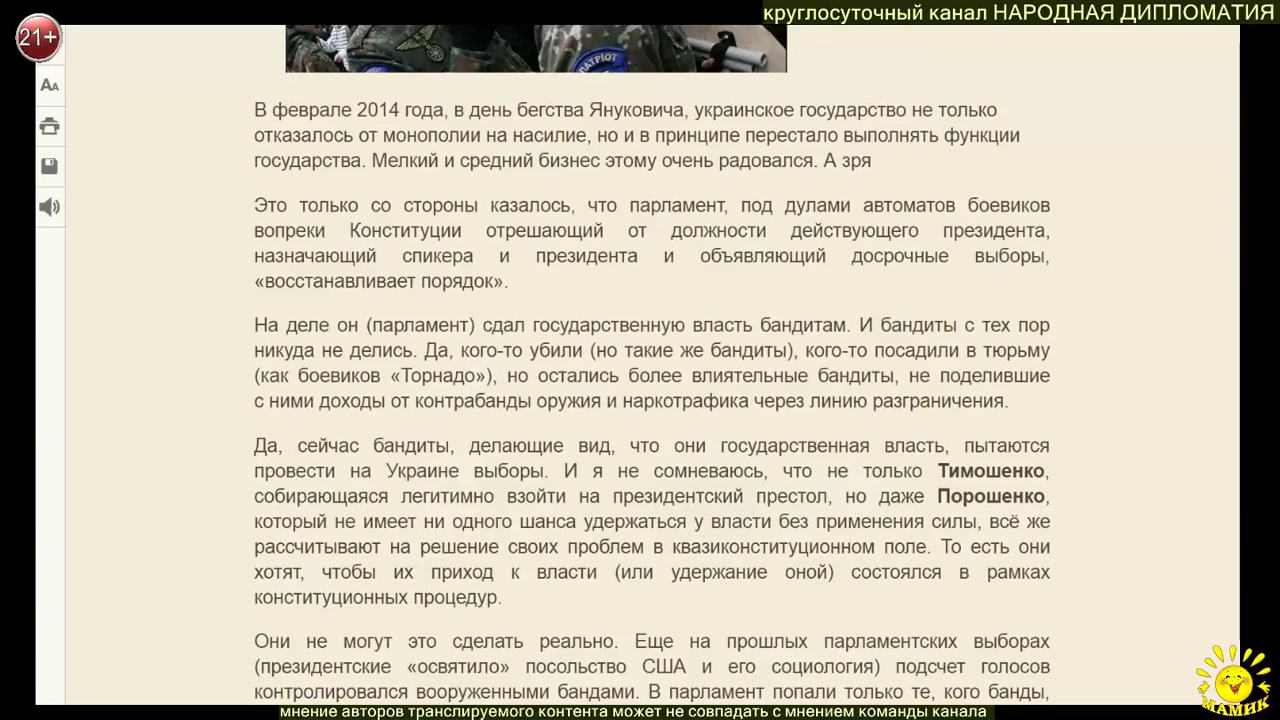 круглосуточный канал НАРОДНАЯ ДИПЛОМАТИЯ
21+
AA
ПАТРІОТ
В феврале 2014 года, в день бегства Януковича, украинское государство не только
отказалось от монополии на насилие, но и в принципе перестало выполнять функции
государства. Мелкий и средний бизнес этому очень радовался. А зря
Это только со стороны казалось, что парламент, под дулами автоматов боевиков
вопреки Конституции отрешающий от должности действующего президента,
назначающий спикера и президента и объявляющий досрочные выборы,
«восстанавливает порядок».
На деле он (парламент) сдал государственную власть бандитам. И бандиты с тех пор
никуда не делись. Да, кого-то убили (но такие же бандиты), кого-то посадили в тюрьму
(как боевиков «Торнадо»), но остались более влиятельные бандиты, не поделившие
с ними доходы от контрабанды оружия и наркотрафика через линию разграничения.
Да, сейчас бандиты, делающие вид, что они государственная власть, пытаются
провести на Украине выборы. И я не сомневаюсь, что не только Тимошенко,
собирающаяся легитимно взойти на президентский престол, но даже Порошенко,
который не имеет ни одного шанса удержаться у власти без применения силы, всё же
рассчитывают на решение своих проблем в квазиконституционном поле. То есть они
хотят, чтобы их приход к власти (или удержание оной) состоялся в рамках
конституционных процедур.
Они не могут это сделать реально. Еще на прошлых парламентских выборах
(президентские «освятило» посольство США и его социология) подсчет голосов
контролировался вооруженными бандами. В парламент попали только те, кого банды,
МАМИК
мнение авторов транслируемого контента может не совпадать с мнением команды канала